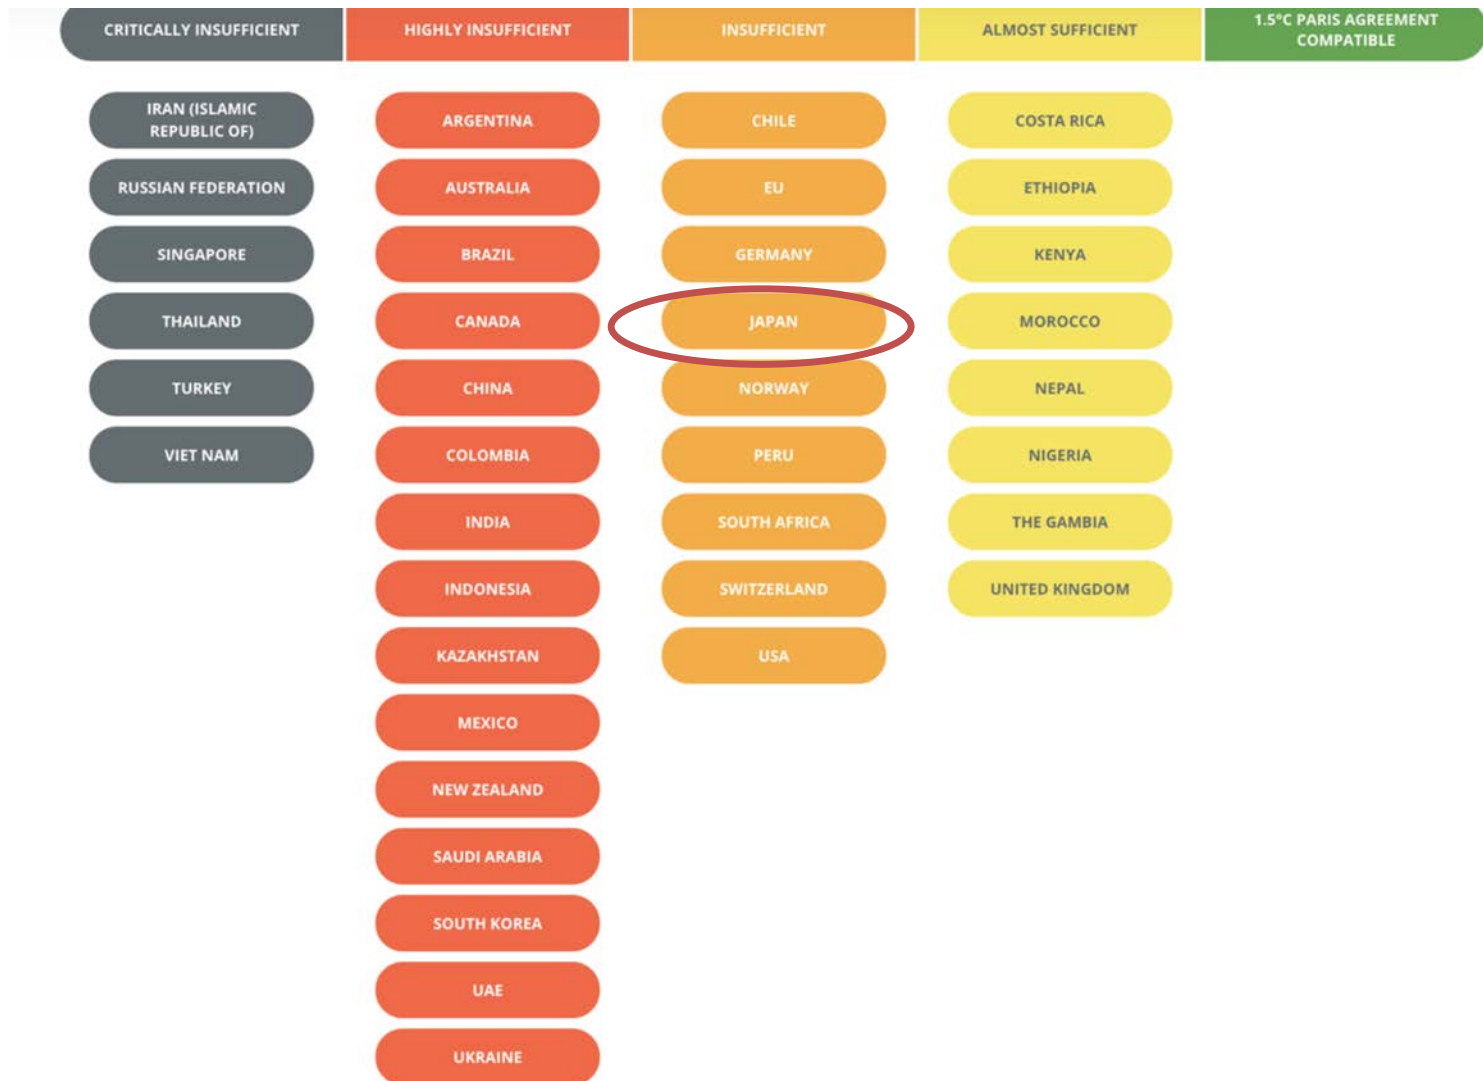 CRITICALLY INSUFFICIENT
HIGHLY INSUFFICIENT
INSUFFICIENT
ALMOST SUFFICIENT
1.5°C PARIS AGREEMENT
COMPATIBLE
IRAN (ISLAMIC
REPUBLIC OF)
RUSSIAN FEDERATION
SINGAPORE
THAILAND
TURKEY
VIET NAM
ARGENTINA
AUSTRALIA
BRAZIL
CANADA
CHINA
COLOMBIA
INDIA
INDONESIA
KAZAKHSTAN
MEXICO
NEW ZEALAND
SAUDI ARABIA
SOUTH KOREA
UAE
UKRAINE
CHILE
EU
GERMANY
JAPAN
NORWAY
PERU
SOUTH AFRICA
SWITZERLAND
USA
COSTA RICA
ETHIOPIA
KENYA
MOROCCO
NEPAL
NIGERIA
THE GAMBIA
UNITED KINGDOM